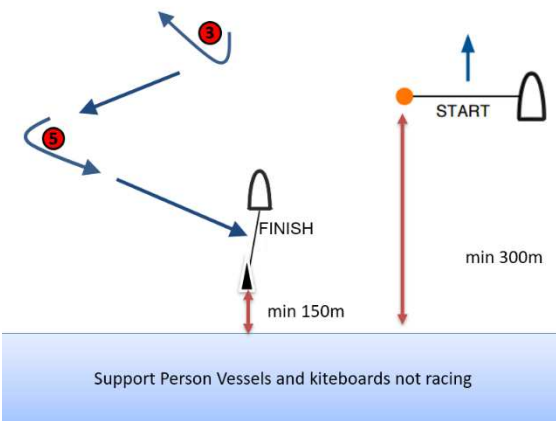 3
START
5
FINISH
min 300m
min 150m
Support Person Vessels and kiteboards not racing